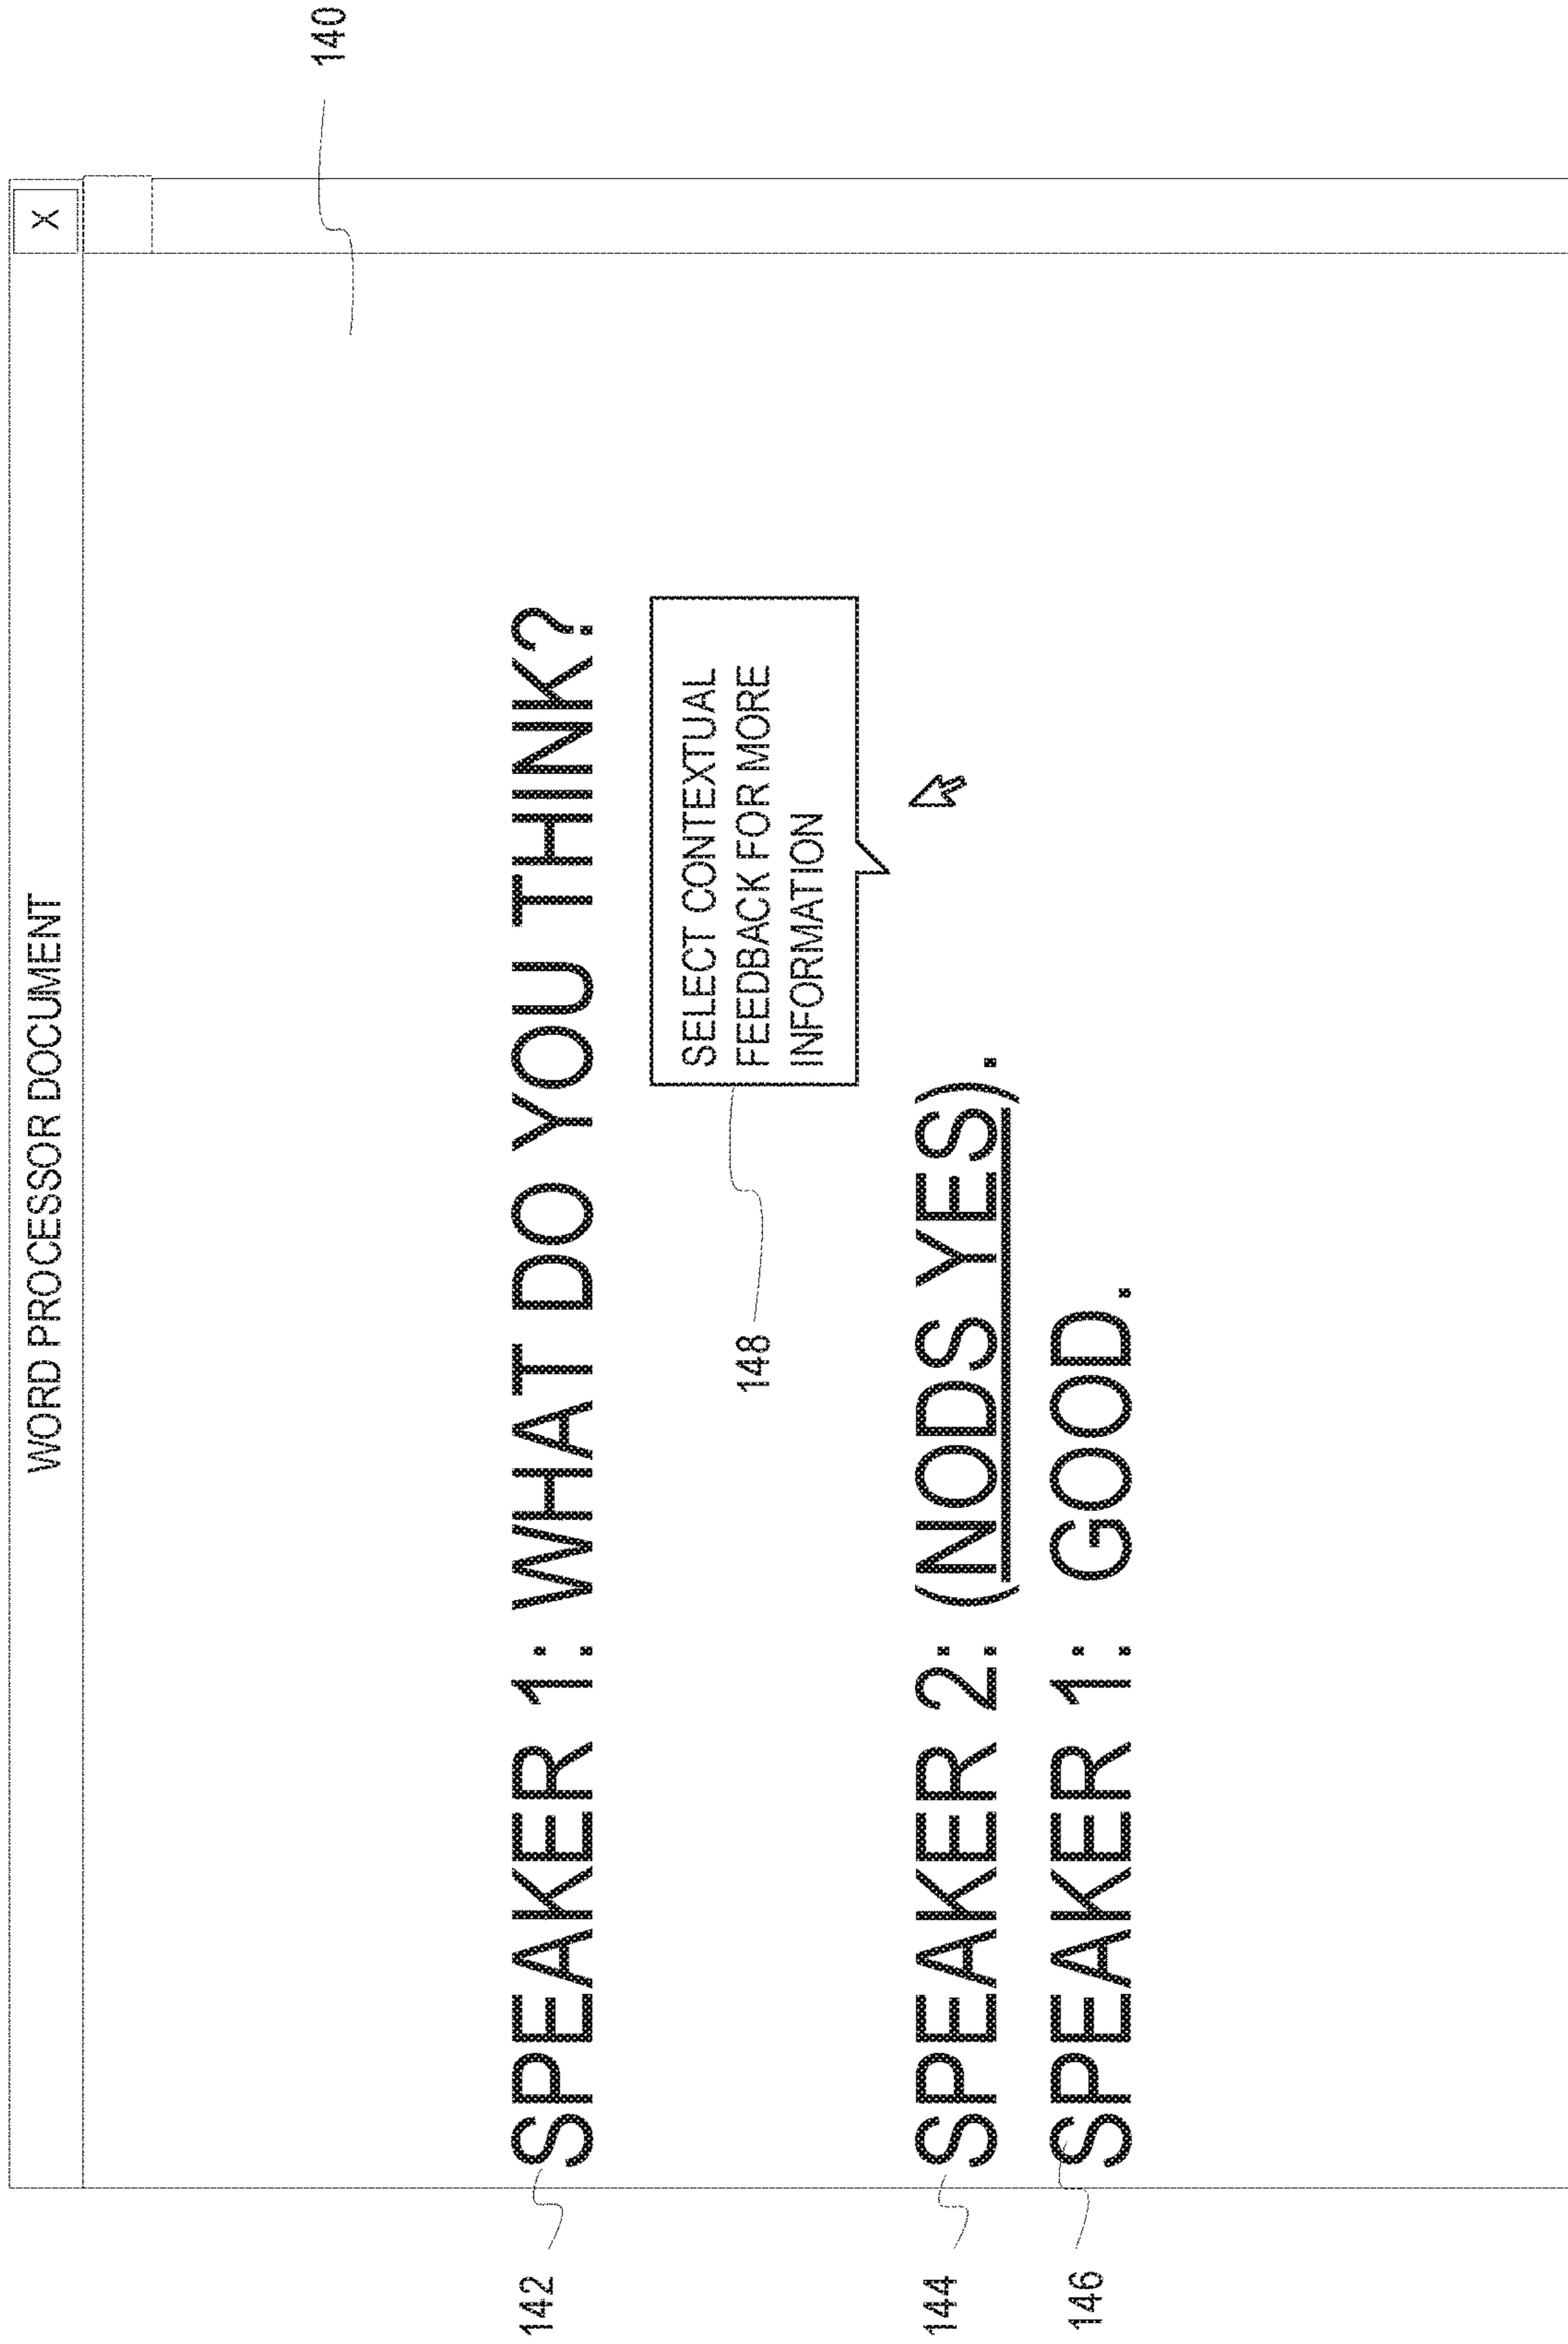 140
WORD PROCESSOR DOCUMENT
X
142
SPEAKER 1: WHAT DO YOU THINK?
148
SELECT CONTEXTUAL
FEEDBACK FOR MORE
INFORMATION
144
SPEAKER 2: (NODS YES).
146
SPEAKER 1: GOOD.